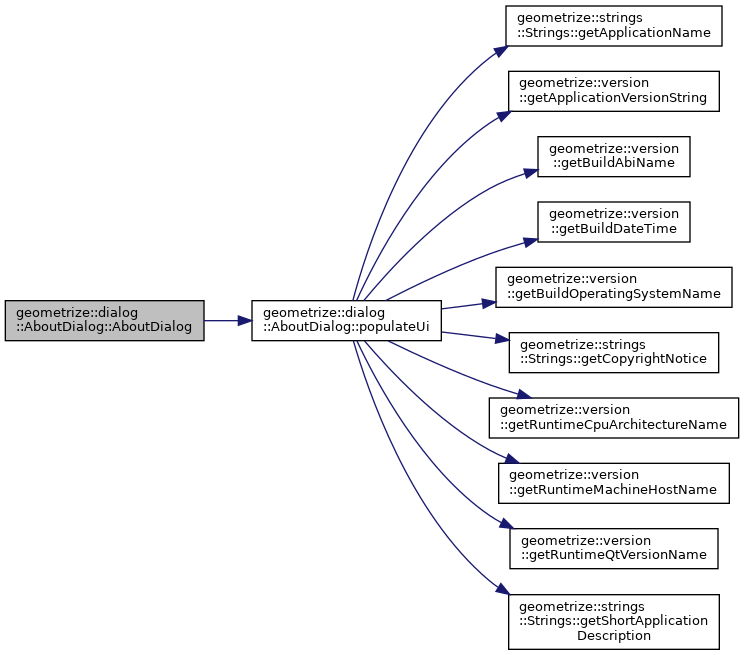 geometrize::dialog
::AboutDialog::AboutDialog
geometrize::dialog
::AboutDialog::populateUi
geometrize::strings
::Strings::getApplicationName
geometrize::version
::getApplicationVersionString
geometrize::version
::getBuildAbiName
geometrize::version
::getBuildDateTime
geometrize::version
::getBuildOperatingSystemName
geometrize::strings
::Strings::getCopyrightNotice
geometrize::version
::getRuntimeCpuArchitectureName
geometrize::version
::getRuntimeMachineHostName
geometrize::version
::getRuntimeQtVersionName
geometrize::strings
::Strings::getShortApplication
Description